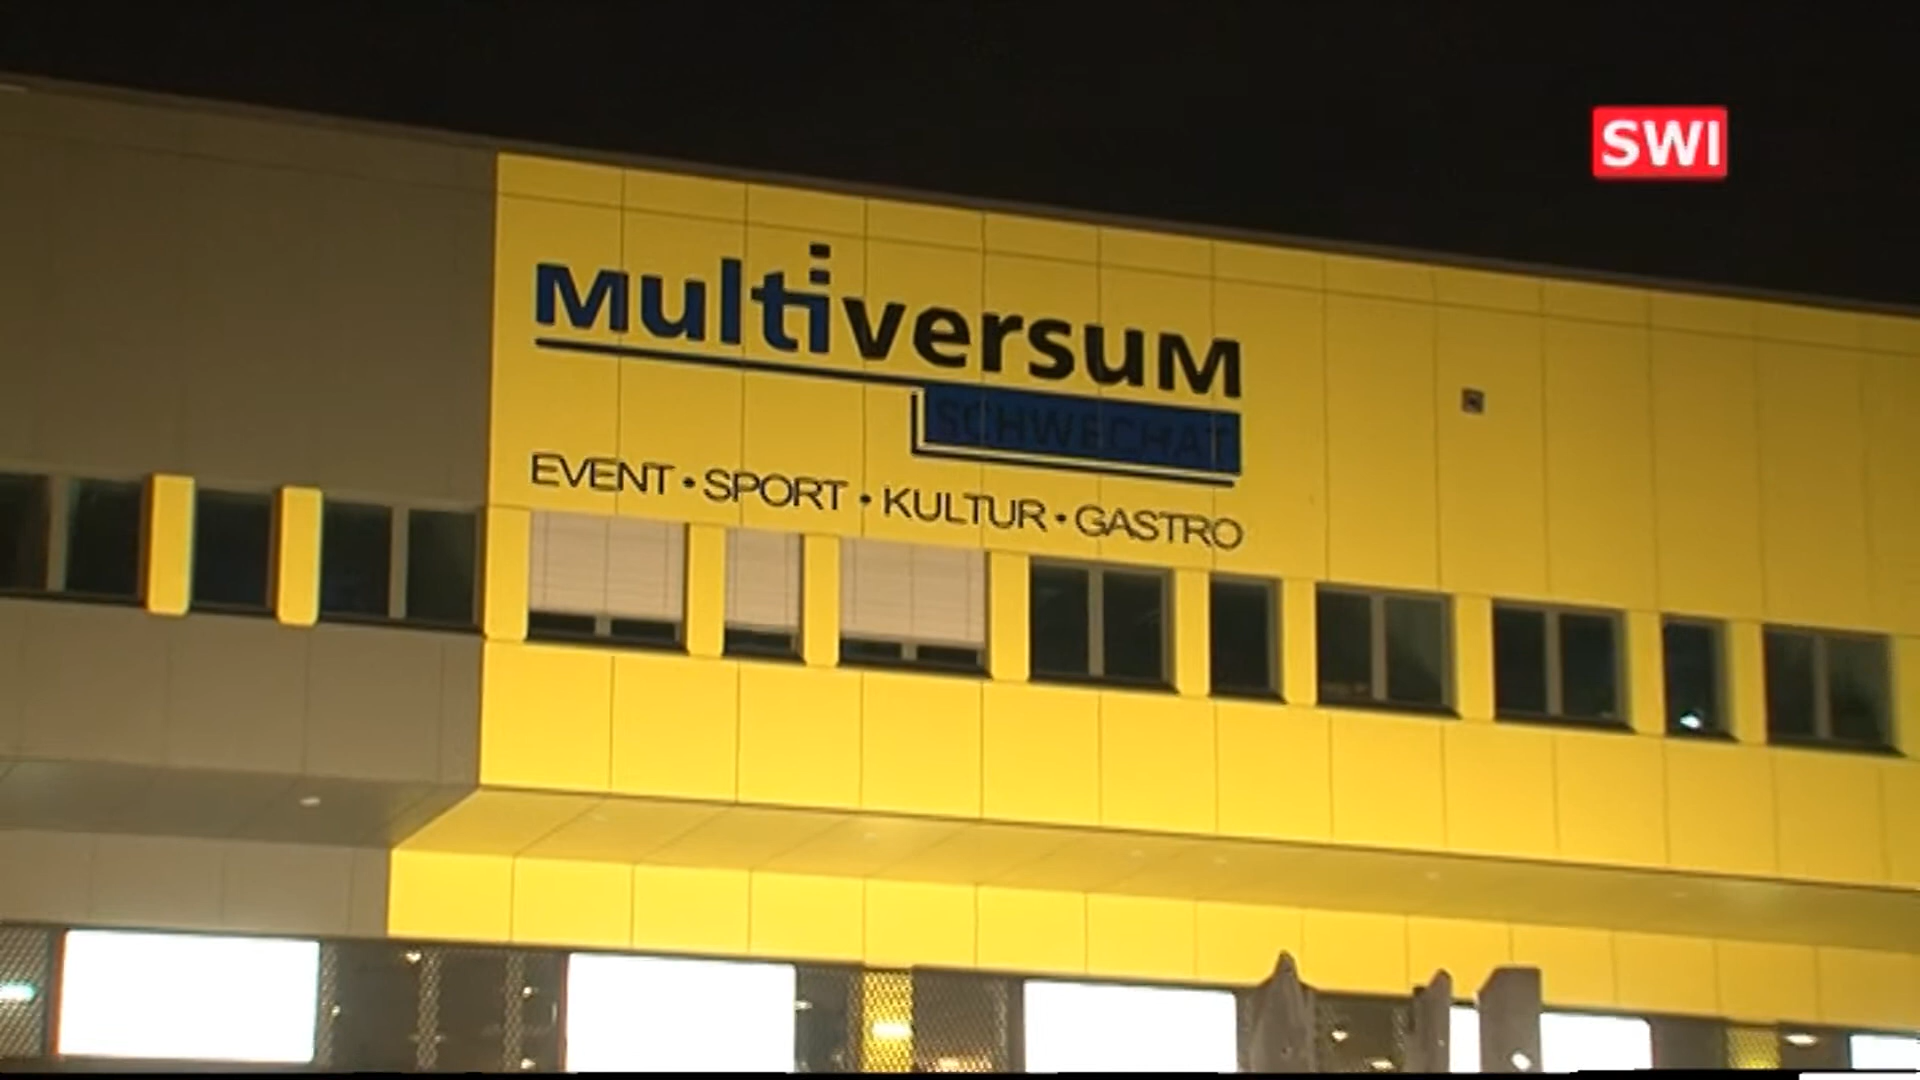 SWI
MultiversuM
SCHWECHAT
EVENT • SPORT • KULTUR • GASTRO